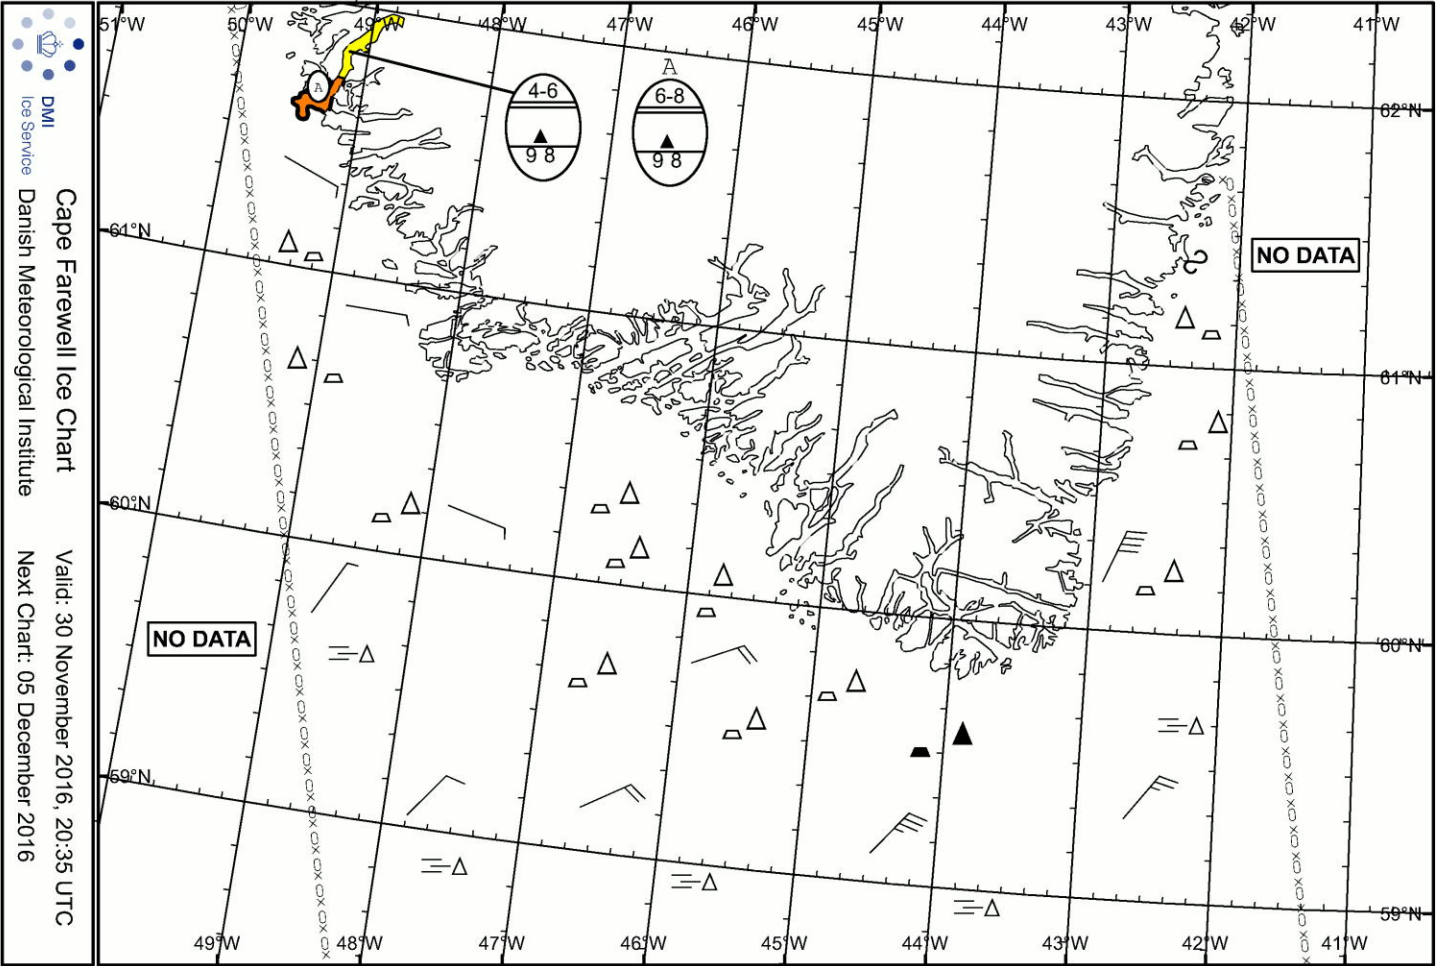 51°W 50°W 49°W 48°W 47°W 46°W 45°W 44°W 43°W 42°W 41°W
A
4-6
9 8
A
6-8
9 8
62°N
61°N
NO DATA
61°N
60°N
NO DATA
60°N
59°N
59°N
49°W 48°W 47°W 46°W 45°W 44°W 43°W 42°W 41°W
DMI
Ice Service
Cape Farewell Ice Chart
Danish Meteorological Institute
Valid: 30 November 2016, 20:35 UTC
Next Chart: 05 December 2016